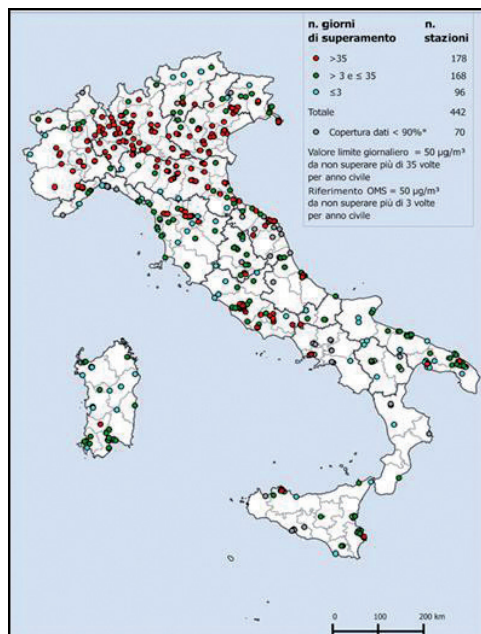 n. giorni di superamento n. stazioni
>35 178
> 3 e ≤ 35 168
≤3 96
Totale 442
Copertura dati < 90%* 70
Valore limite giornaliero = 50 µg/m³
da non superare più di 35 volte
per anno civile
Riferimento OMS = 50 µg/m³
da non superare più di 3 volte
per anno civile
0 100 200 km